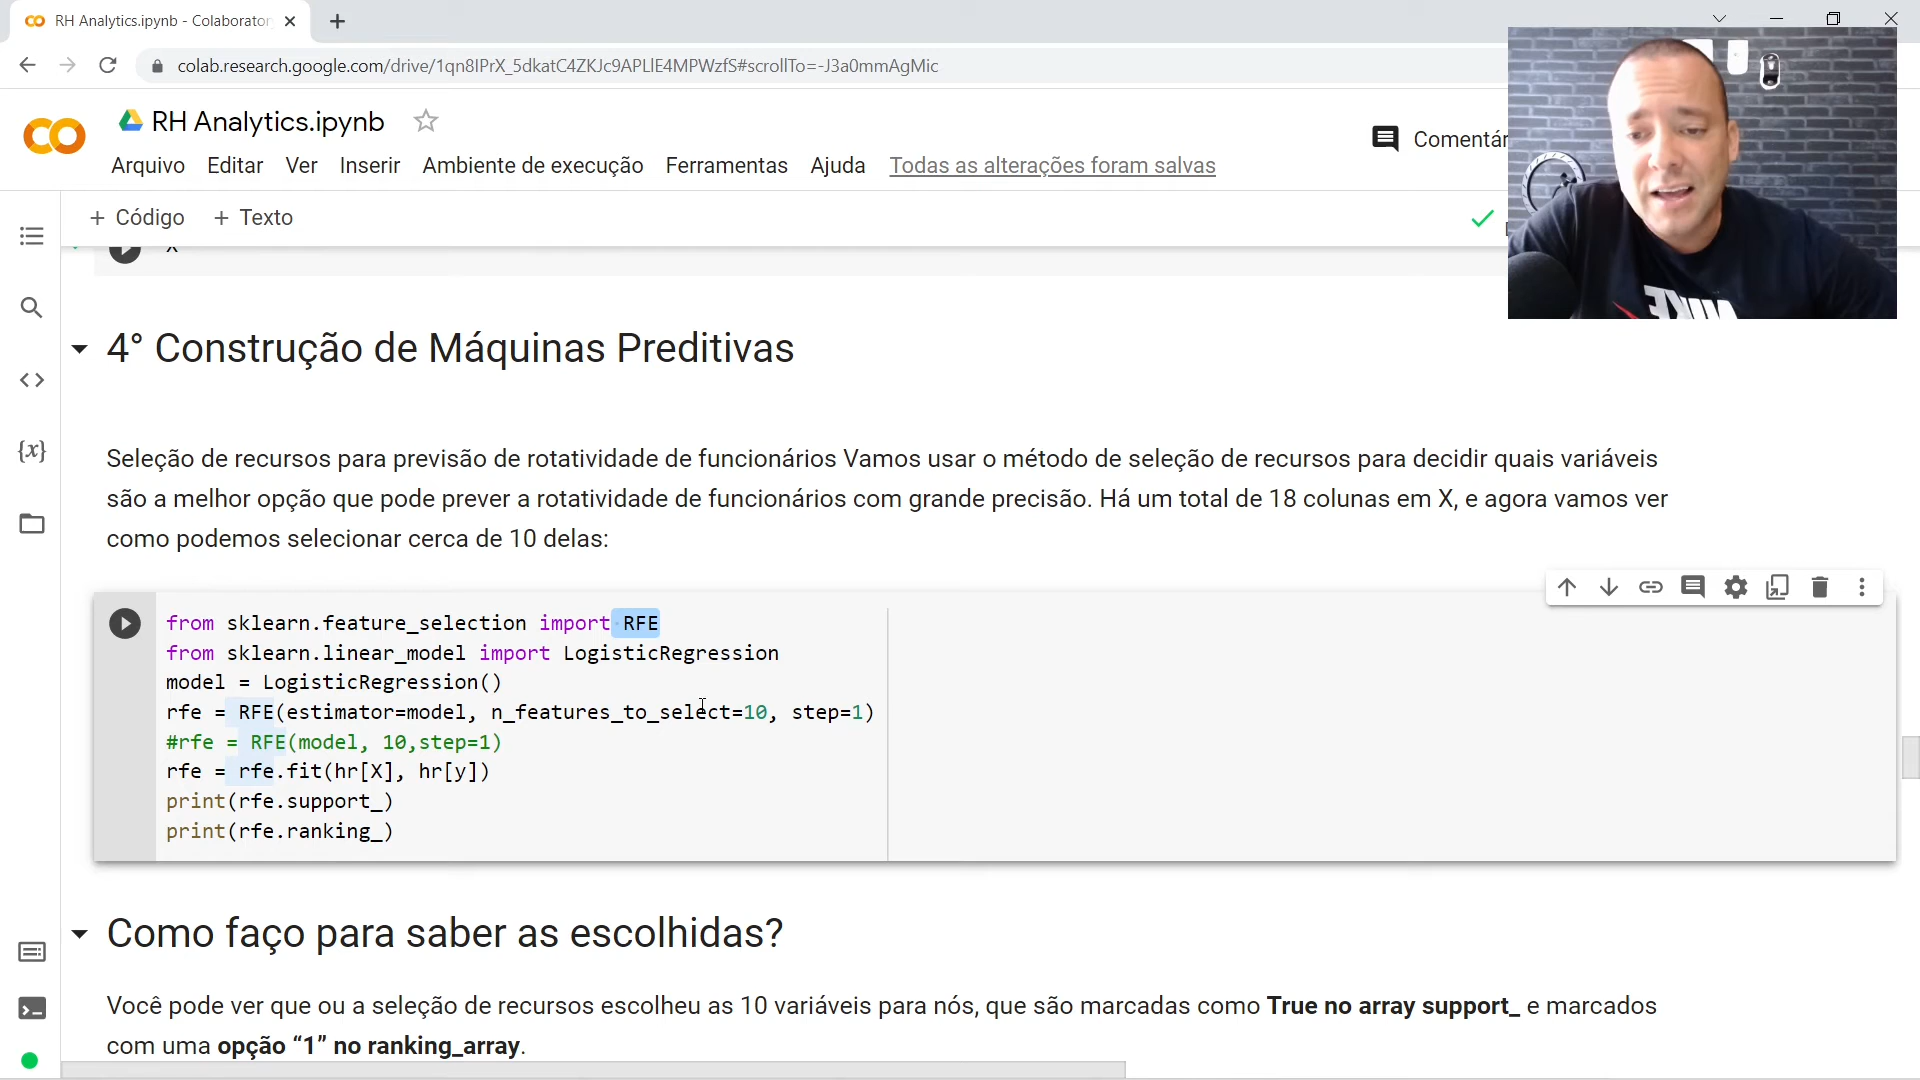 RH Analytics.ipynb - Colaborator
colab.research.google.com/drive/1qn8IPrX_5dkatC4ZKJc9APLlE4MPWzfS#scrollTo=-J3a0mmAgMic
RH Analytics.ipynb
Comentár
Arquivo Editar Ver Inserir Ambiente de execução Ferramentas Ajuda Todas as alterações foram salvas
+ Código + Texto
4° Construção de Máquinas Preditivas
Seleção de recursos para previsão de rotatividade de funcionários Vamos usar o método de seleção de recursos para decidir quais variáveis
são a melhor opção que pode prever a rotatividade de funcionários com grande precisão. Há um total de 18 colunas em X, e agora vamos ver
como podemos selecionar cerca de 10 delas:
from sklearn.feature_selection import RFE
from sklearn.linear_model import LogisticRegression
model = LogisticRegression()
rfe = RFE(estimator=model, n_features_to_select=10, step=1)
#rfe = RFE(model, 10,step=1)
rfe = rfe.fit(hr[X], hr[y])
print(rfe.support_)
print(rfe.ranking_)
Como faço para saber as escolhidas?
Você pode ver que ou a seleção de recursos escolheu as 10 variáveis para nós, que são marcadas como True no array support_ e marcados
com uma opção “1” no ranking_array.